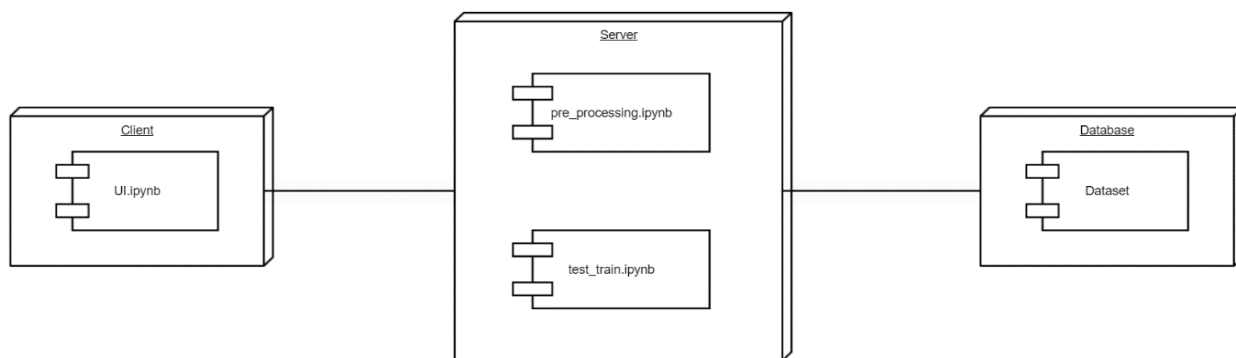 Client
UI.ipynb
Server
pre_processing.ipynb
test_train.ipynb
Database
Dataset